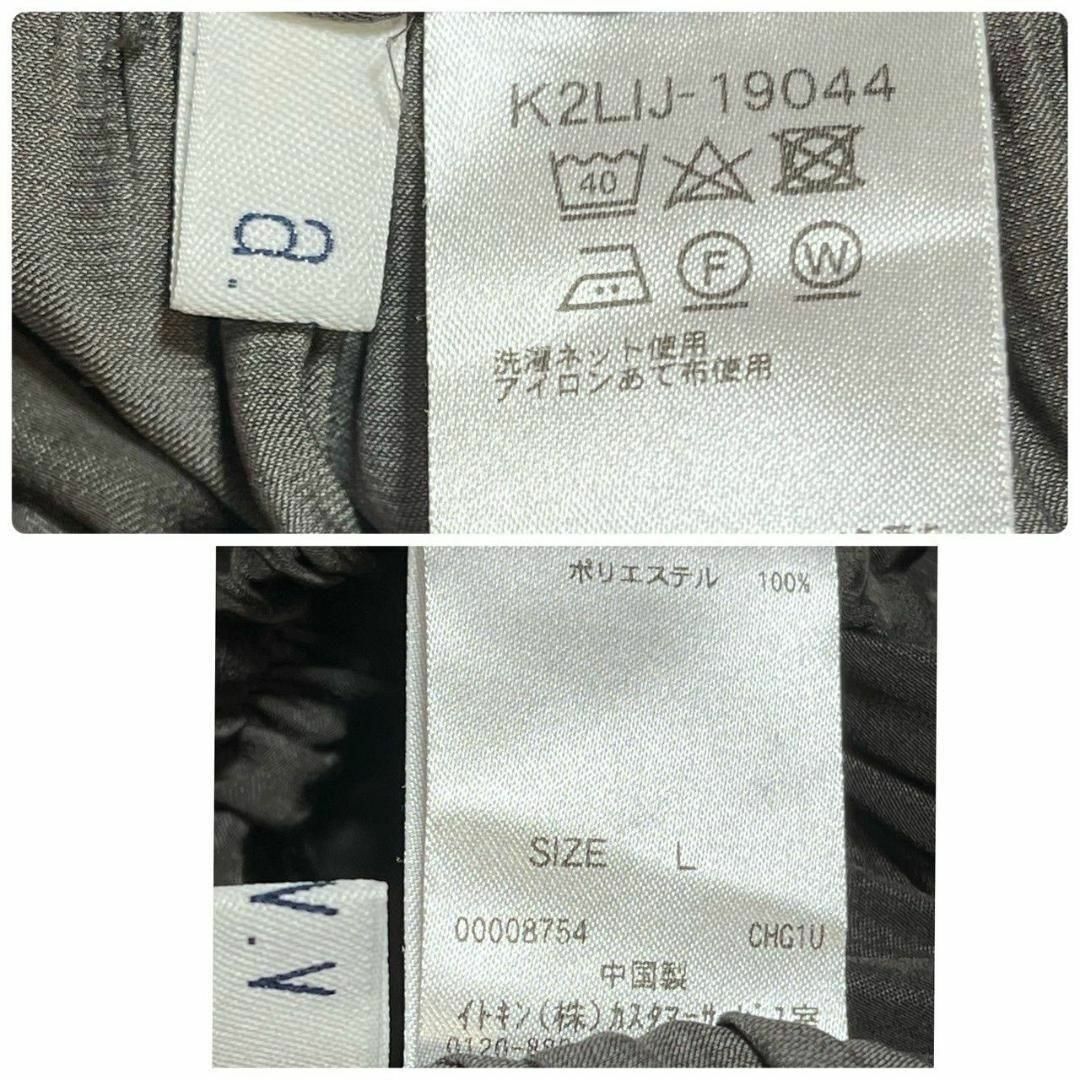 K2LIJ-19044
40
F W
洗濯ネット使用
アイロンあて布使用
a.
ポリエステル 100%
SIZE L
00008754 CHG1U
中国製
イトキン(株)カスタマーサービス室
0120-88
v.v